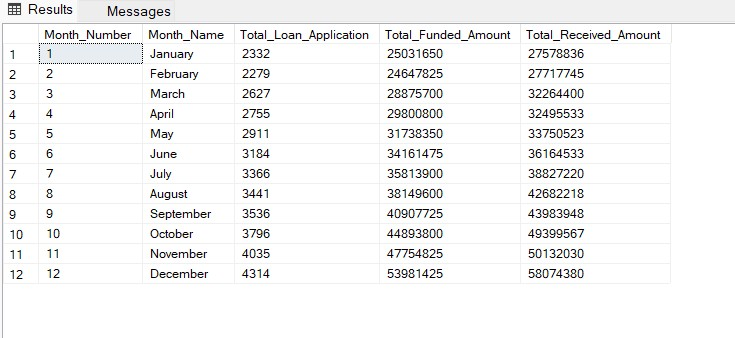 Results Messages
Month_Number Month_Name Total_Loan_Application Total_Funded_Amount Total_Received_Amount
1 1 January 2332 25031650 27578836
2 2 February 2279 24647825 27717745
3 3 March 2627 28875700 32264400
4 4 April 2755 29800800 32495533
5 5 May 2911 31738350 33750523
6 6 June 3184 34161475 36164533
7 7 July 3366 35813900 38827220
8 8 August 3441 38149600 42682218
9 9 September 3536 40907725 43983948
10 10 October 3796 44893800 49399567
11 11 November 4035 47754825 50132030
12 12 December 4314 53981425 58074380